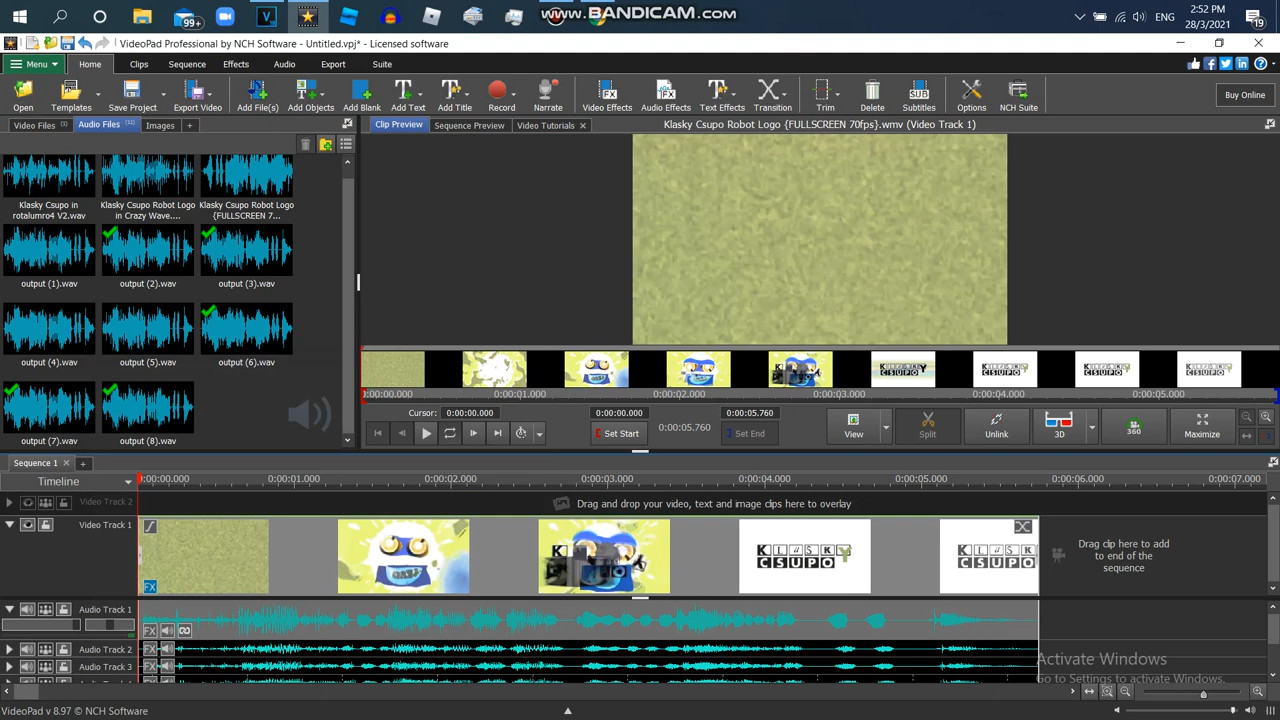 99+
www.BANDICAM.com
2:52 PM
ENG
28/3/2021
19
VideoPad Professional by NCH Software - Untitled.vpj* - Licensed software
Menu
Home
Clips
Sequence
Effects
Audio
Export
Suite
Open
Templates
Save Project
Export Video
Add File(s)
Add Objects
Add Blank
Add Text
Add Title
Record
Narrate
Video Effects
Audio Effects
Text Effects
Transition
Trim
Delete
Subtitles
Options
NCH Suite
Buy Online
Video Files
Audio Files
Images
+
Clip Preview
Sequence Preview
Video Tutorials
Klasky Csupo Robot Logo {FULLSCREEN 70fps}.wmv (Video Track 1)
Klasky Csupo in
rotalumro4 V2.wav
Klasky Csupo Robot Logo
in Crazy Wave....
Klasky Csupo Robot Logo
{FULLSCREEN 7...
output (1).wav
output (2).wav
output (3).wav
output (4).wav
output (5).wav
output (6).wav
output (7).wav
output (8).wav
0:00:00.000
0:00:01.000
0:00:02.000
0:00:03.000
0:00:04.000
0:00:05.000
Cursor:
0:00:00.000
0:00:00.000
Set Start
0:00:05.760
0:00:05.760
Set End
View
Split
Unlink
3D
360
Maximize
Sequence 1
+
Timeline
0:00:00.000
0:00:01.000
0:00:02.000
0:00:03.000
0:00:04.000
0:00:05.000
0:00:06.000
0:00:07.000
Video Track 2
Drag and drop your video, text and image clips here to overlay
Video Track 1
FX
KLASKY
CSUPO
KLASKY
CSUPO
Drag clip here to add
to end of the
sequence
Audio Track 1
FX
Audio Track 2
FX
Audio Track 3
FX
Activate Windows
Go to Settings to activate Windows.
VideoPad v 8.97 © NCH Software